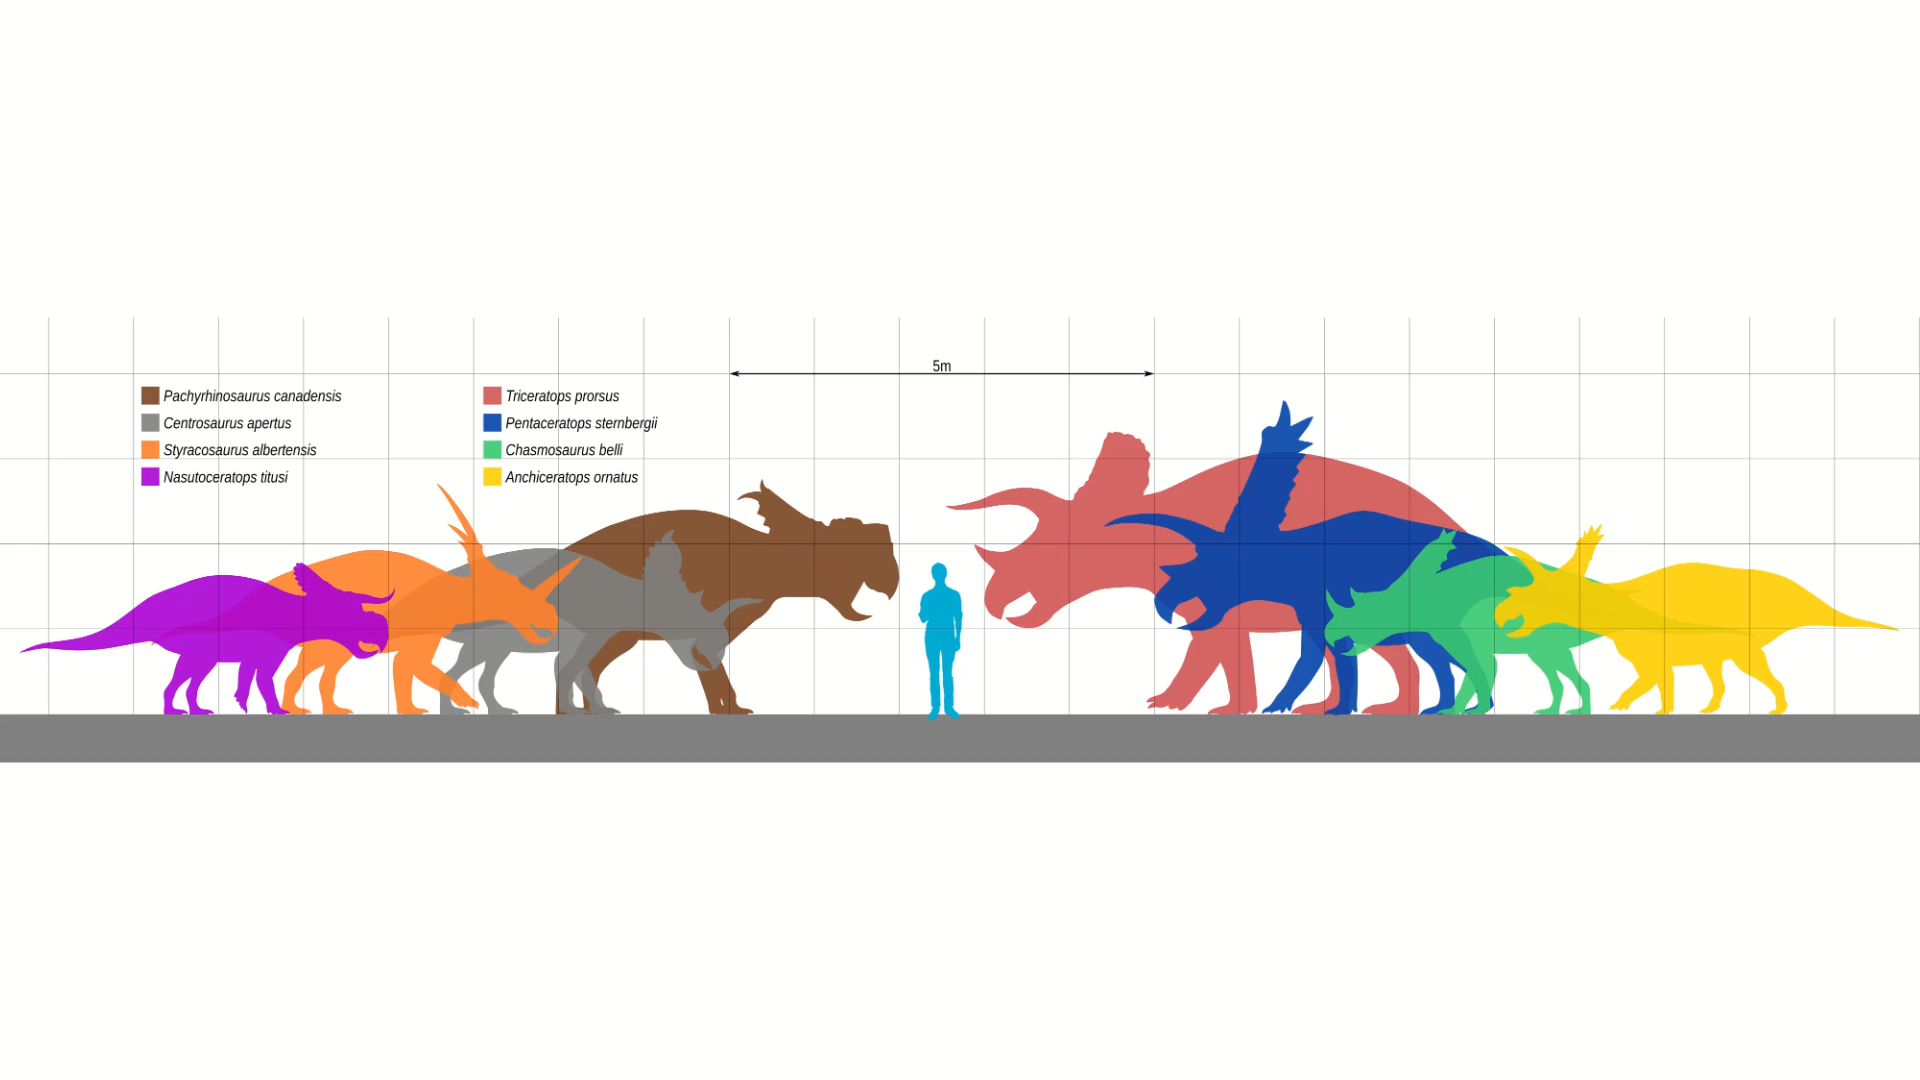 5m
Pachyrhinosaurus canadensis
Centrosaurus apertus
Styracosaurus albertensis
Nasutoceratops titusi
Triceratops prorsus
Pentaceratops sternbergii
Chasmosaurus belli
Anchiceratops ornatus